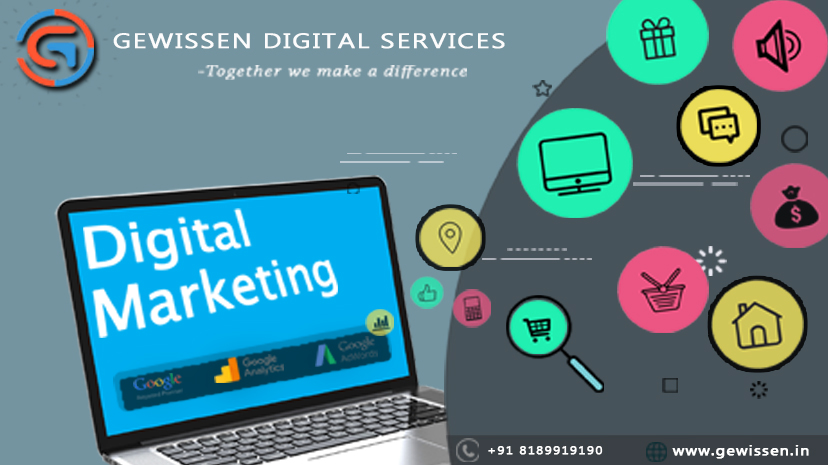 GEWISSEN DIGITAL SERVICES
-Together we make a difference
Digital
Marketing
Google
Google
Analytics
Google
AdWords
+91 8189919190
www.gewissen.in